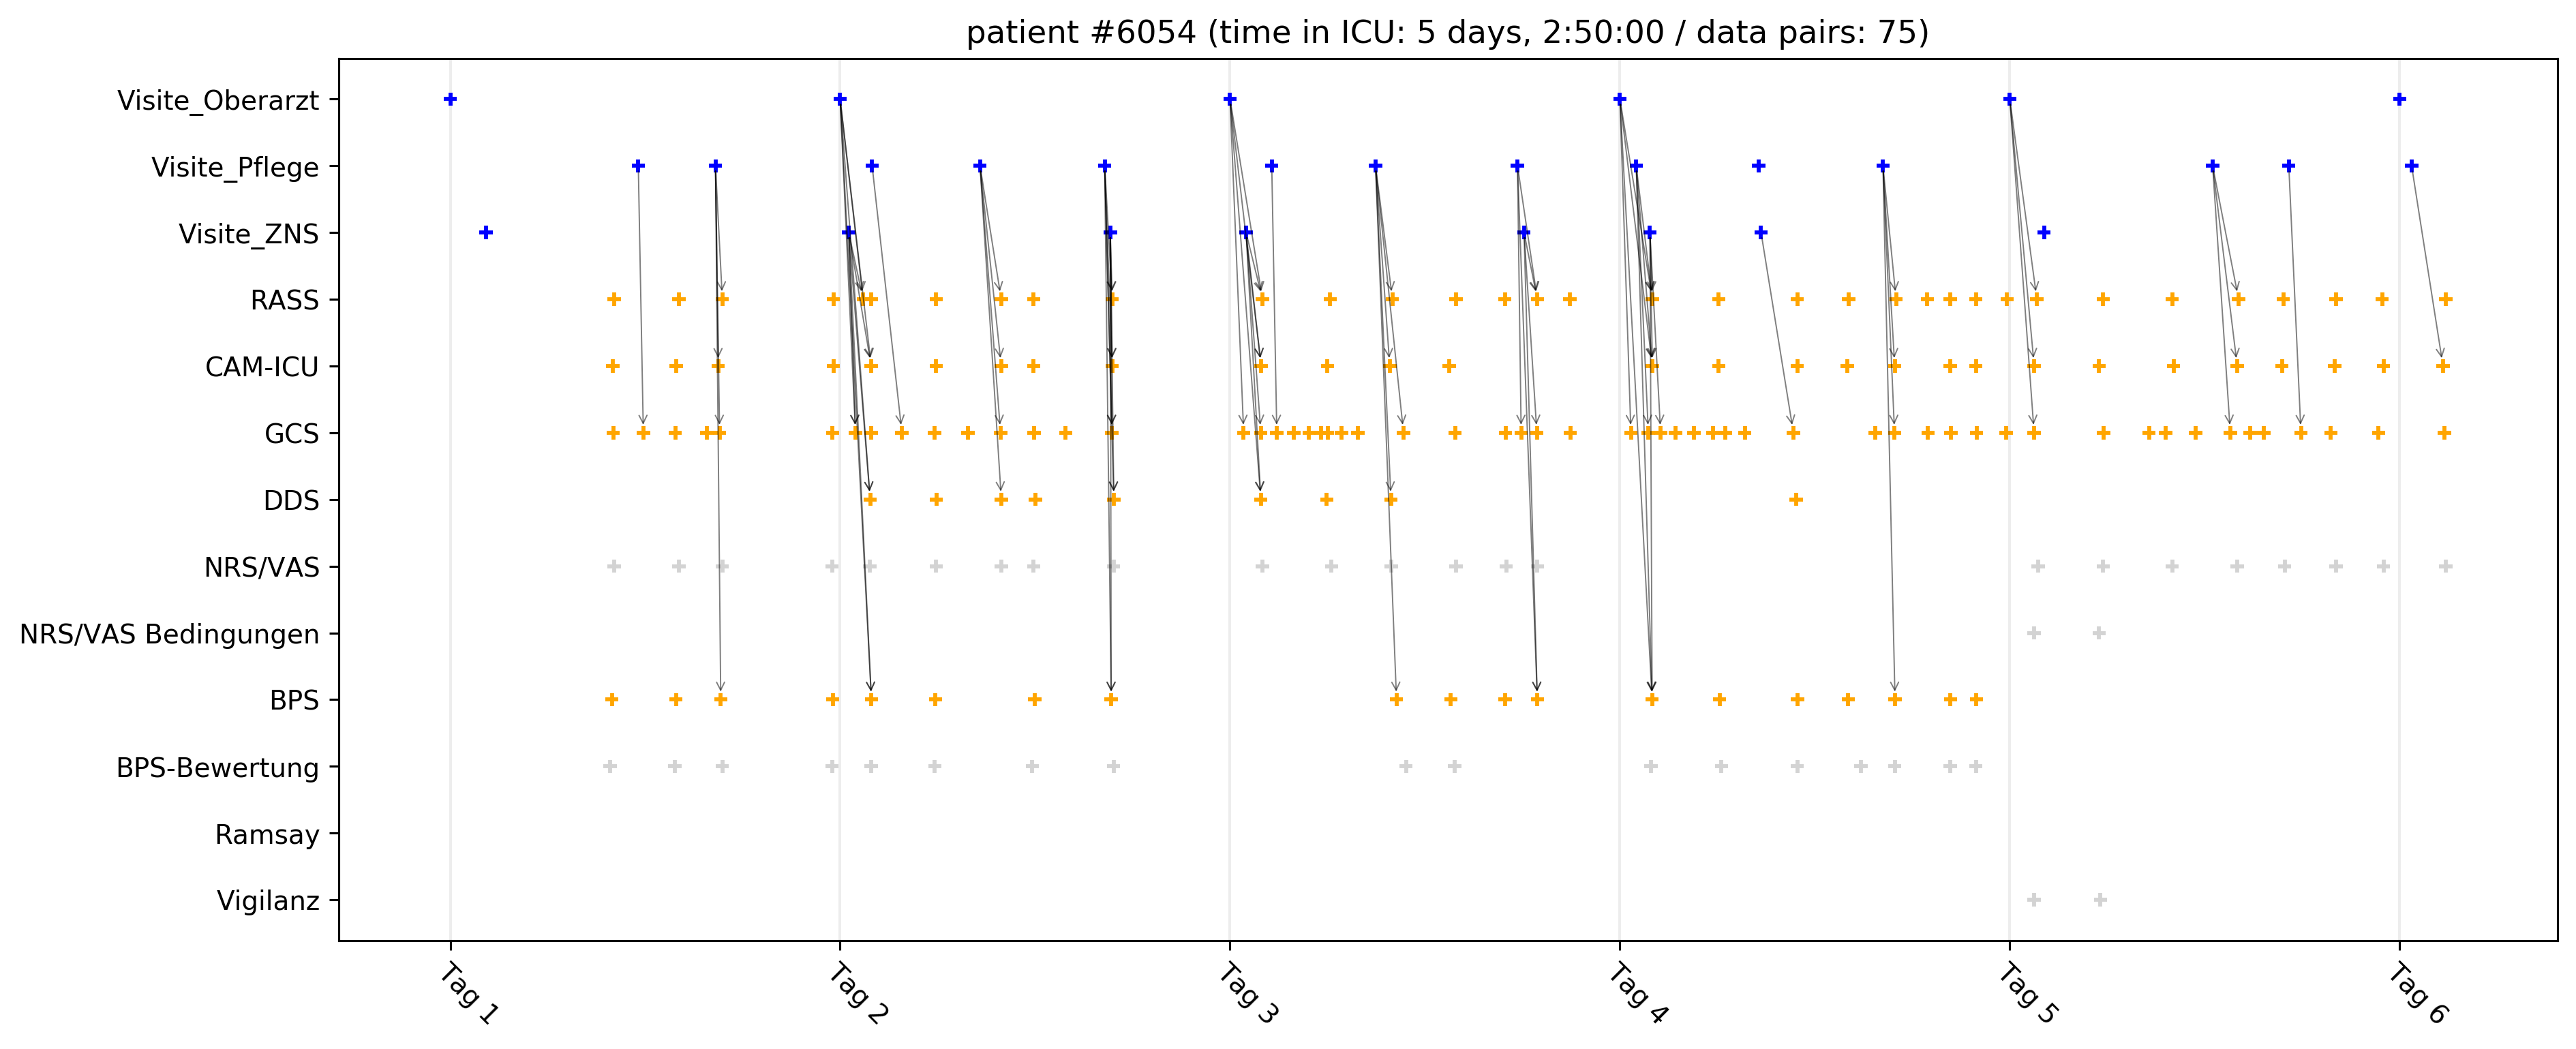 patient #6054 (time in ICU: 5 days, 2:50:00 / data pairs: 75)
Visite_Oberarzt
Visite_Pflege
Visite_ZNS
RASS
CAM-ICU
GCS
DDS
NRS/VAS
NRS/VAS Bedingungen
BPS
BPS-Bewertung
Ramsay
Vigilanz
Tag 1
Tag 2
Tag 3
Tag 4
Tag 5
Tag 6